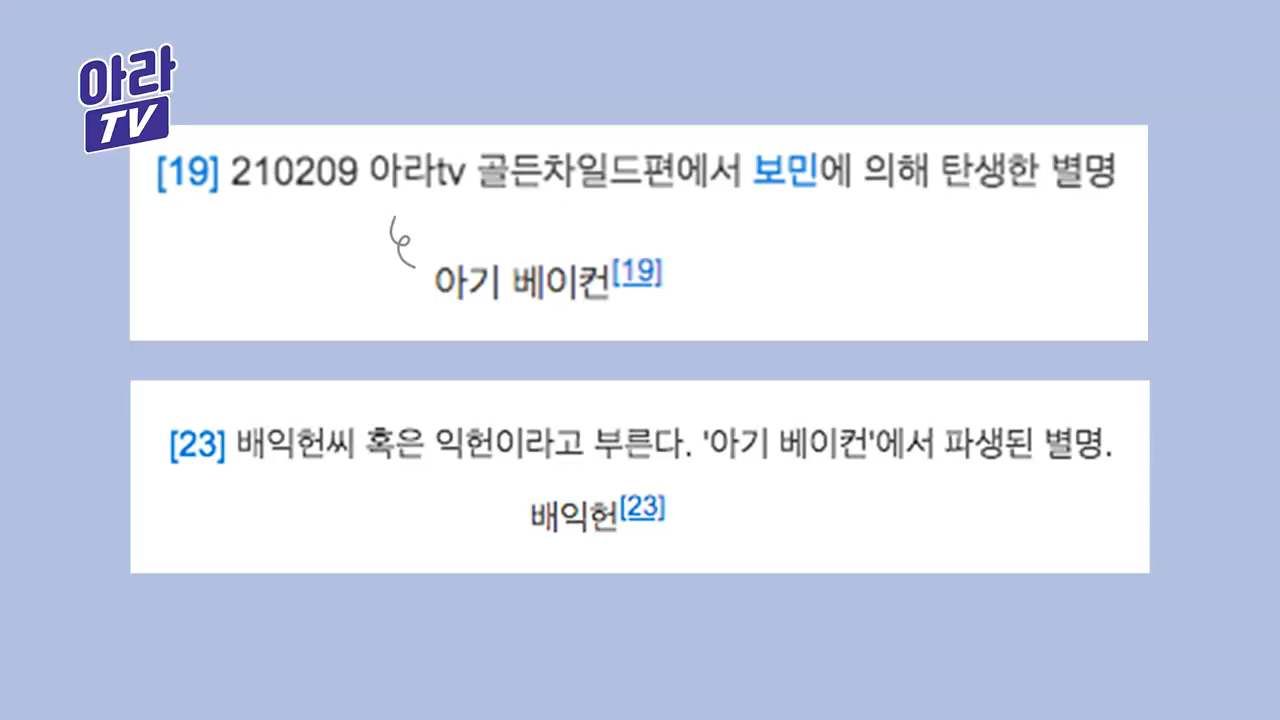 아라
TV
[19] 210209 아라tv 골든차일드편에서 보민에 의해 탄생한 별명
아기 베이컨[19]
[23] 배익헌씨 혹은 익헌이라고 부른다. '아기 베이컨'에서 파생된 별명.
배익헌[23]